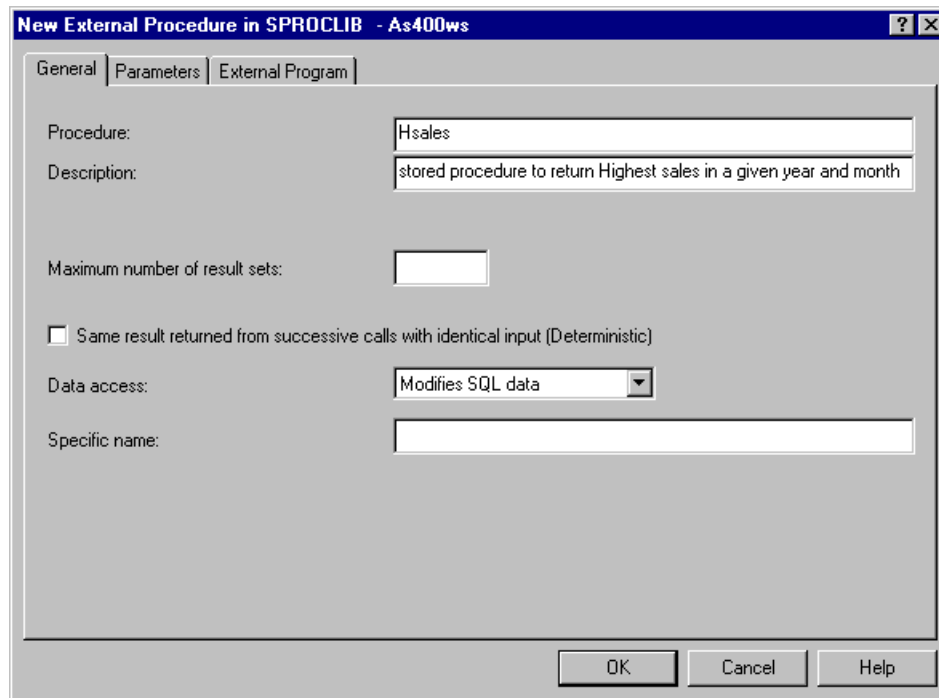 New External Procedure in SPROCLIB - As400ws
General Parameters External Program
Procedure: Hsales
Description: stored procedure to return Highest sales in a given year and month
Maximum number of result sets:
Same result returned from successive calls with identical input (Deterministic)
Data access: Modifies SQL data
Specific name:
OK Cancel Help